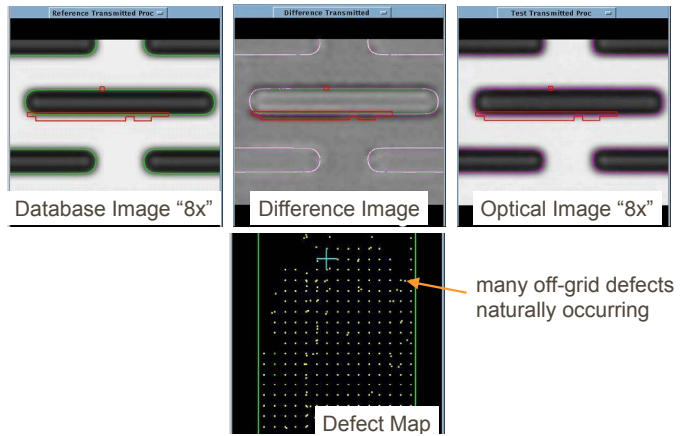 Reference Transmitted Proc
Difference Transmitted
Test Transmitted Proc
Database Image “8x”
Difference Image
Optical Image “8x”
many off-grid defects
naturally occurring
Defect Map